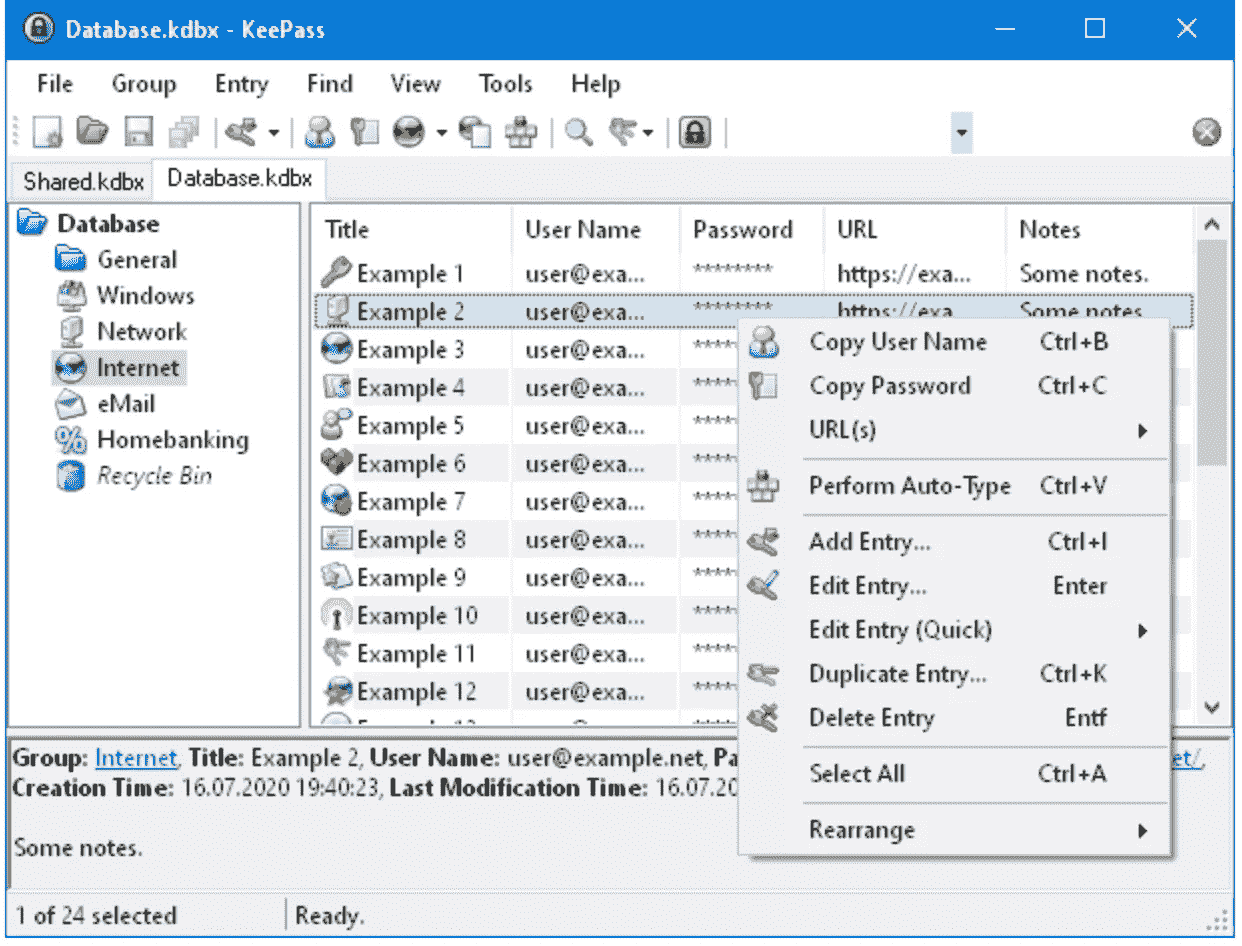 Database.kdbx - KeePass
File Group Entry Find View Tools Help
Shared.kdbx Database.kdbx
Database
General
Windows
Network
Internet
eMail
Homebanking
Recycle Bin
Title User Name Password URL Notes
Example 1 user@exa... ******** https://exa... Some notes.
Example 2 user@exa... ******** https://exa Some notes
Example 3 user@exa... ****
Example 4 user@exa... ****
Example 5 user@exa... ****
Example 6 user@exa... ****
Example 7 user@exa... ****
Example 8 user@exa... ****
Example 9 user@exa... ****
Example 10 user@exa... ****
Example 11 user@exa... ****
Example 12 user@exa... ****
Copy User Name Ctrl+B
Copy Password Ctrl+C
URL(s)
Perform Auto-Type Ctrl+V
Add Entry... Ctrl+I
Edit Entry... Enter
Edit Entry (Quick)
Duplicate Entry... Ctrl+K
Delete Entry Entf
Select All Ctrl+A
Rearrange
Group: Internet, Title: Example 2, User Name: user@example.net, Pa et/,
Creation Time: 16.07.2020 19:40:23, Last Modification Time: 16.07.20
Some notes.
1 of 24 selected Ready.